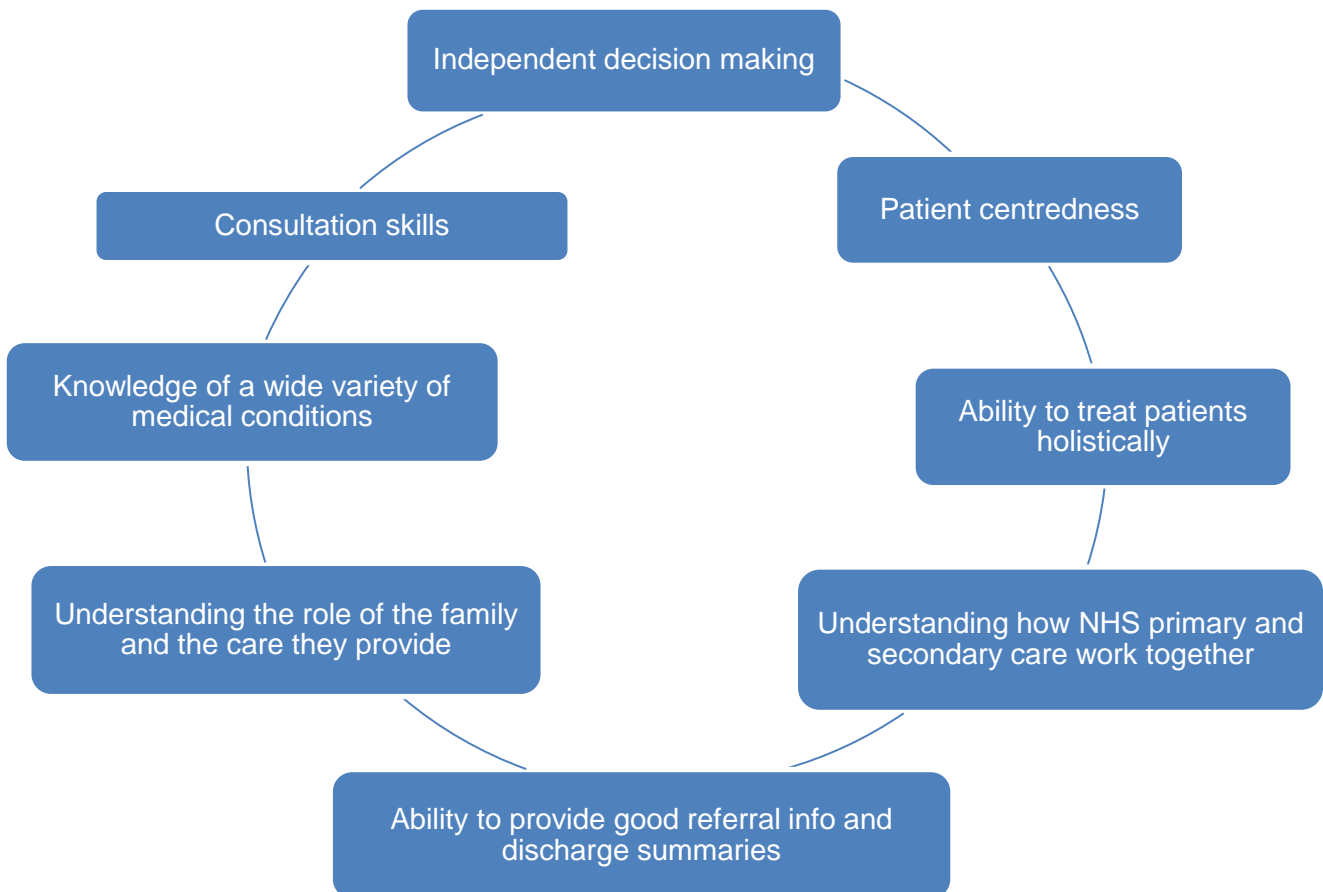 Independent decision making
Patient centredness
Ability to treat patients
holistically
Understanding how NHS primary and
secondary care work together
Ability to provide good referral info and
discharge summaries
Understanding the role of the family
and the care they provide
Knowledge of a wide variety of
medical conditions
Consultation skills